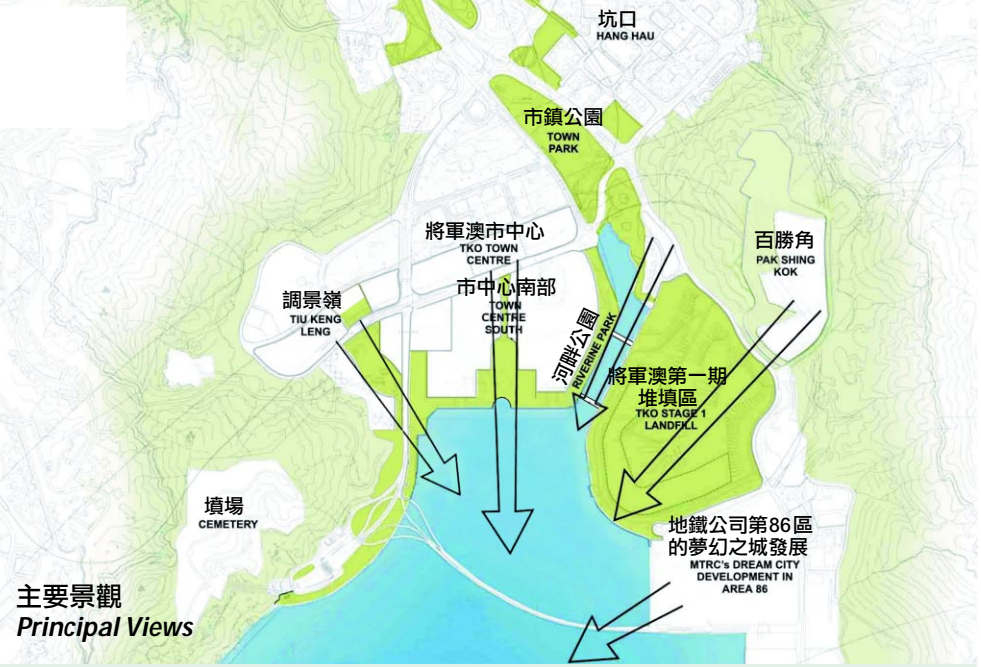 坑口
HANG HAU
市鎮公園
TOWN
PARK
將軍澳市中心
TKO TOWN
CENTRE
百勝角
PAK SHING
KOK
市中心南部
TOWN
CENTRE
SOUTH
調景嶺
TIU KENG
LENG
河畔公園
RIVERINE PARK
將軍澳第一期
堆填區
TKO STAGE 1
LANDFILL
墳場
CEMETERY
地鐵公司第86區
的夢幻之城發展
MTRC's DREAM CITY
DEVELOPMENT IN
AREA 86
主要景觀
Principal Views